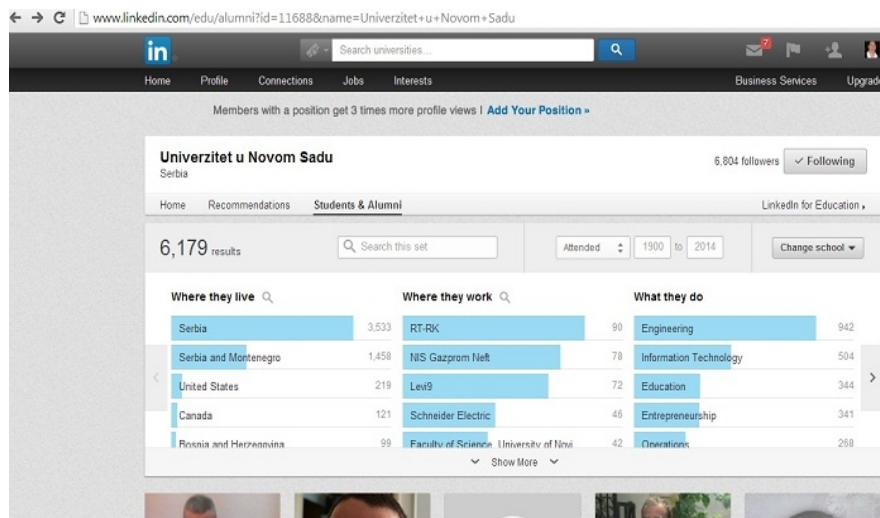 www.linkedin.com/edu/alumni?id=11688&name=Univerzitet+u+Novom+Sadu
in Search universities... 7
Home Profile Connections Jobs Interests Business Services Upgrade
Members with a position get 3 times more profile views | Add Your Position »
Univerzitet u Novom Sadu
Serbia
6,804 followers ✓ Following
Home Recommendations Students & Alumni LinkedIn for Education ›
6,179 results Search this set Attended 1900 to 2014 Change school
Where they live Where they work What they do
Serbia 3,533 RT-RK 90 Engineering 942
Serbia and Montenegro 1,458 NIS Gazprom Neft 78 Information Technology 504
United States 219 Levi9 72 Education 344
Canada 121 Schneider Electric 46 Entrepreneurship 341
Bosnia and Herzegovina 99 Faculty of Science, University of Novi 42 Operations 268
Show More